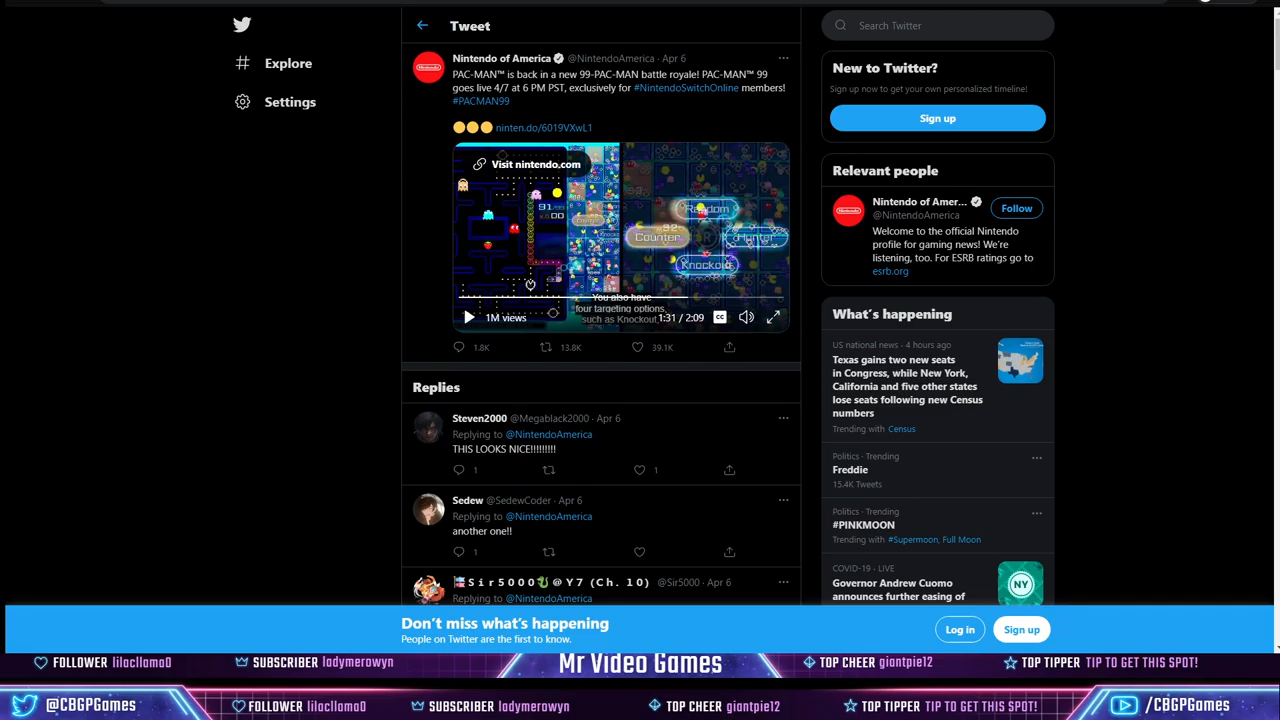 Explore
Settings
Tweet
Nintendo of America @NintendoAmerica · Apr 6
PAC-MAN™ is back in a new 99-PAC-MAN battle royale! PAC-MAN™ 99
goes live 4/7 at 6 PM PST, exclusively for #NintendoSwitchOnline members!
#PACMAN99
ninten.do/6019VXwL1
Visit nintendo.com
Random
Counter
Hunter
Knockout
You also have
four targeting options,
such as Knockout,
1M views
1:31 / 2:09
CC
1.8K
13.8K
39.1K
Replies
Steven2000 @Megablack2000 · Apr 6
Replying to @NintendoAmerica
THIS LOOKS NICE!!!!!!!!!
1
1
Sedew @SedewCoder · Apr 6
Replying to @NintendoAmerica
another one!!
1
Sir5000 @Y7 (Ch. 10) @Sir5000 · Apr 6
Replying to @NintendoAmerica
Search Twitter
New to Twitter?
Sign up now to get your own personalized timeline!
Sign up
Relevant people
Nintendo of Amer...
@NintendoAmerica
Follow
Welcome to the official Nintendo
profile for gaming news! We're
listening, too. For ESRB ratings go to
esrb.org
What's happening
US national news · 4 hours ago
Texas gains two new seats
in Congress, while New York,
California and five other states
lose seats following new Census
numbers
Trending with Census
Politics · Trending
Freddie
15.4K Tweets
Politics · Trending
#PINKMOON
Trending with #Supermoon, Full Moon
COVID-19 · LIVE
Governor Andrew Cuomo
announces further easing of
NY
Don't miss what's happening
People on Twitter are the first to know.
Log in
Sign up
FOLLOWER lilacllama0
SUBSCRIBER ladymerowyn
Mr Video Games
TOP CHEER giantpie12
TOP TIPPER TIP TO GET THIS SPOT!
@CBGPGames
FOLLOWER lilacllama0
SUBSCRIBER ladymerowyn
TOP CHEER giantpie12
TOP TIPPER TIP TO GET THIS SPOT!
/CBGPGames